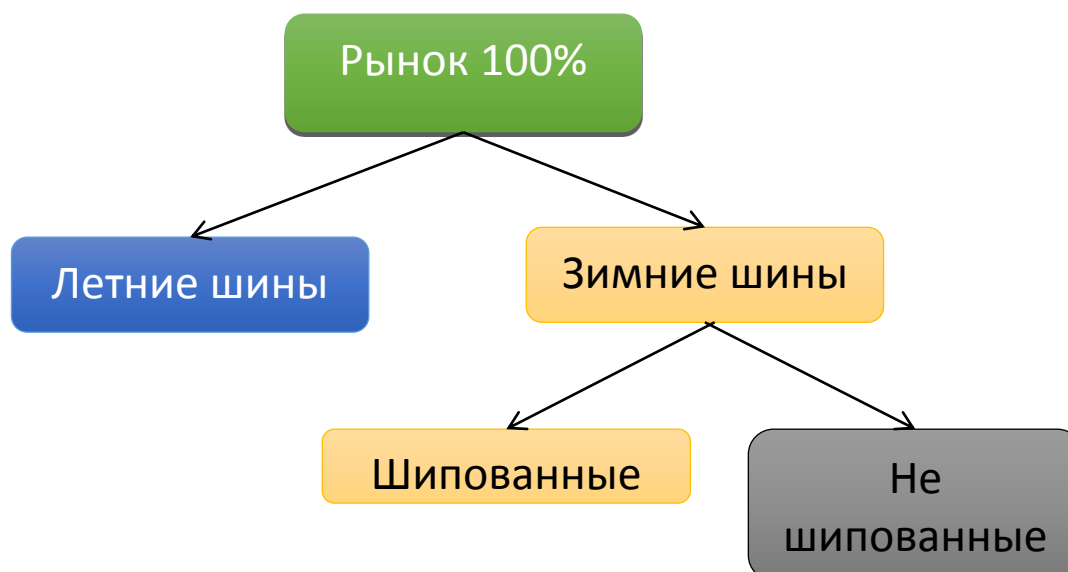 Рынок 100%
Летние шины
Зимние шины
Шипованные
Не
шипованные